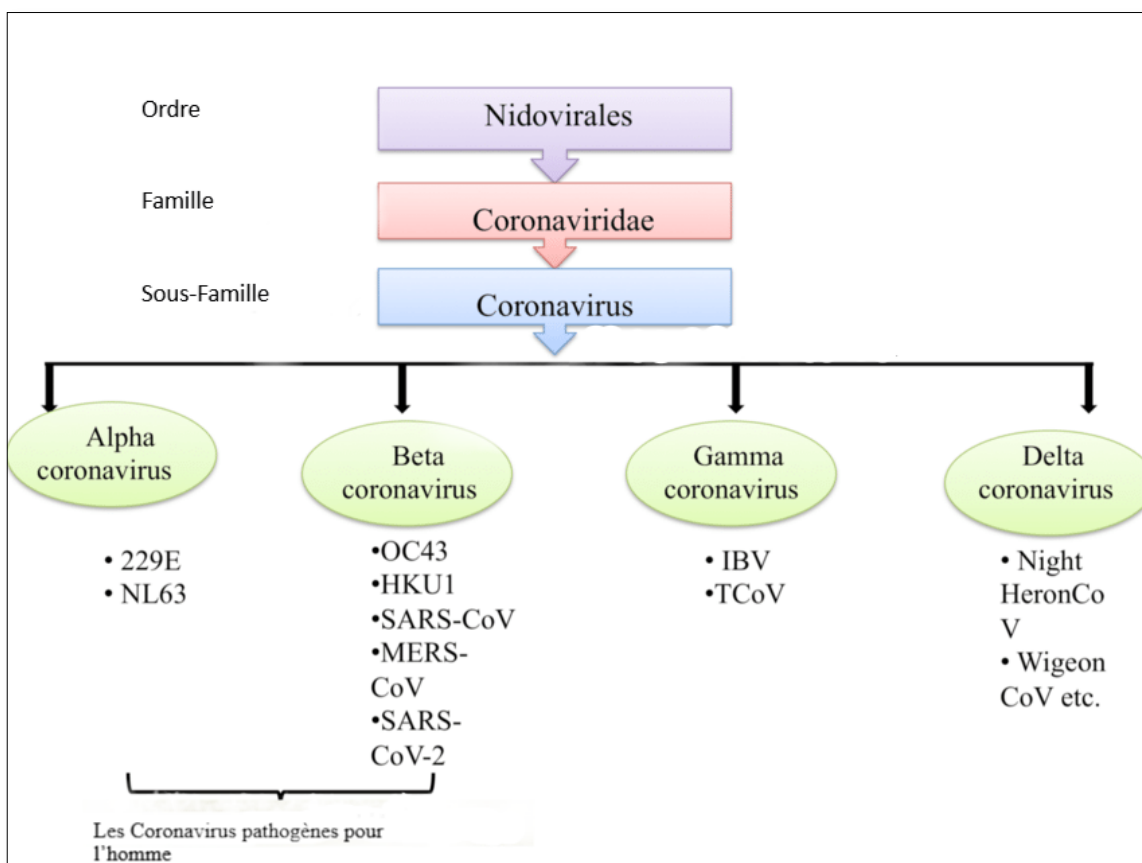 Ordre
Nidovirales
Famille
Coronaviridae
Sous-Famille
Coronavirus
Alpha
coronavirus
Beta
coronavirus
Gamma
coronavirus
Delta
coronavirus
• 229E
• NL63
•OC43
•HKU1
•SARS-CoV
•MERS-
CoV
•SARS-
CoV-2
• IBV
•TCoV
• Night
HeronCo
V
• Wigeon
CoV etc.
Les Coronavirus pathogènes pour
l'homme